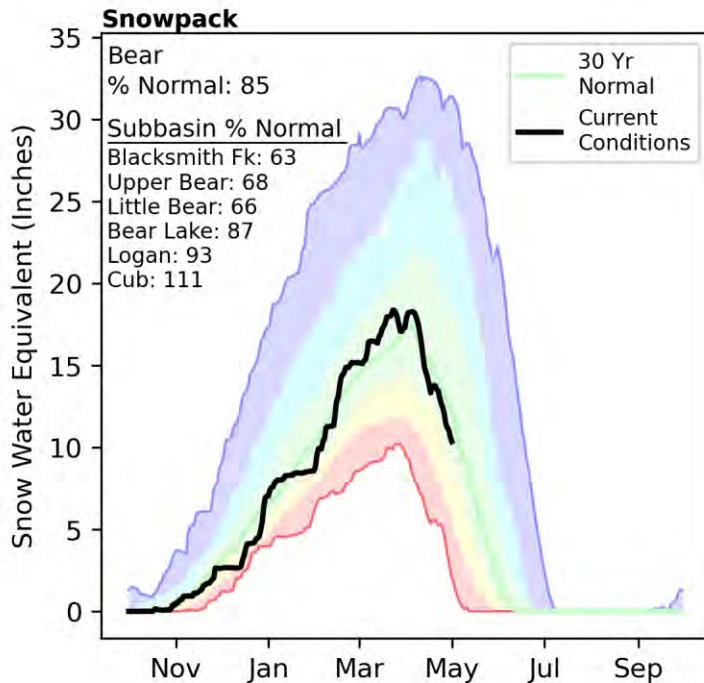 Snowpack
Bear
% Normal: 85
Subbasin % Normal
Blacksmith Fk: 63
Upper Bear: 68
Little Bear: 66
Bear Lake: 87
Logan: 93
Cub: 111
30 Yr
Normal
Current
Conditions
Snow Water Equivalent (Inches)
35
30
25
20
15
10
5
0
Nov Jan Mar May Jul Sep